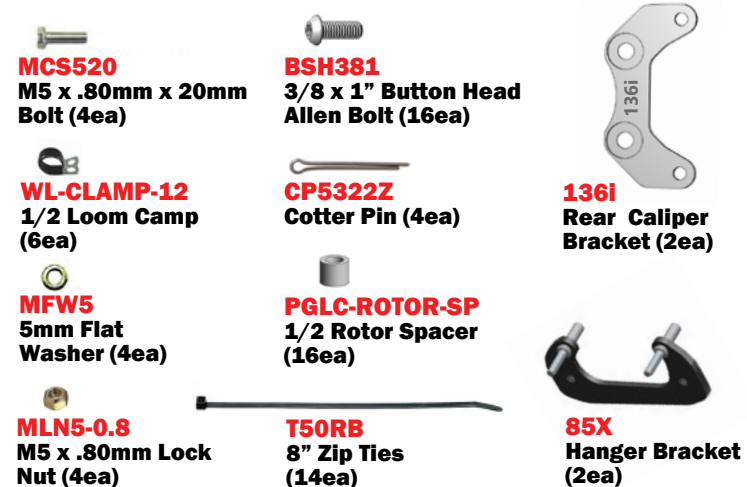 MCS520
M5 x .80mm x 20mm
Bolt (4ea)
BSH381
3/8 x 1” Button Head
Allen Bolt (16ea)
136i
136i
Rear Caliper
Bracket (2ea)
WL-CLAMP-12
1/2 Loom Camp
(6ea)
CP5322Z
Cotter Pin (4ea)
MFW5
5mm Flat
Washer (4ea)
PGLC-ROTOR-SP
1/2 Rotor Spacer
(16ea)
MLN5-0.8
M5 x .80mm Lock
Nut (4ea)
T50RB
8” Zip Ties
(14ea)
85X
Hanger Bracket
(2ea)